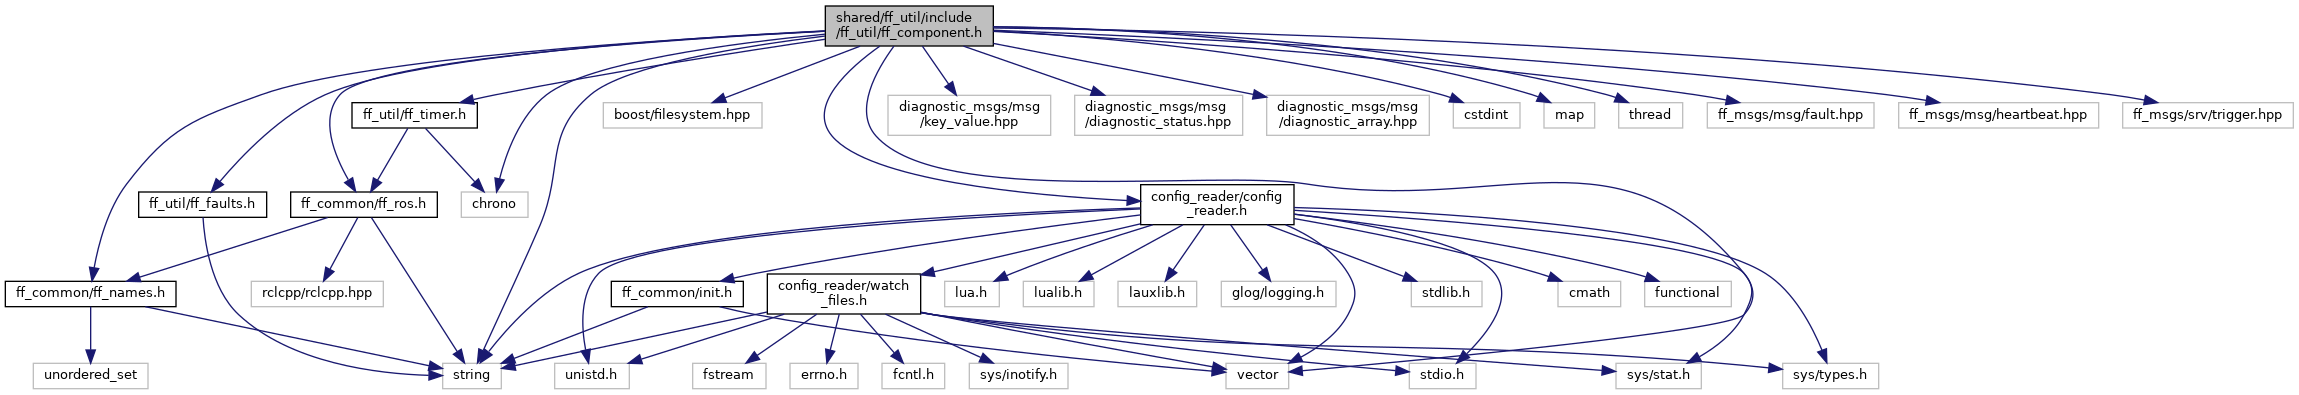 shared/ff_util/include
/ff_util/ff_component.h
ff_util/ff_timer.h
boost/filesystem.hpp
diagnostic_msgs/msg
/key_value.hpp
diagnostic_msgs/msg
/diagnostic_status.hpp
diagnostic_msgs/msg
/diagnostic_array.hpp
cstdint
map
thread
ff_msgs/msg/fault.hpp
ff_msgs/msg/heartbeat.hpp
ff_msgs/srv/trigger.hpp
ff_util/ff_faults.h
ff_common/ff_ros.h
chrono
config_reader/config
_reader.h
ff_common/ff_names.h
rclcpp/rclcpp.hpp
ff_common/init.h
config_reader/watch
_files.h
lua.h
lualib.h
lauxlib.h
glog/logging.h
stdlib.h
cmath
functional
unordered_set
string
unistd.h
fstream
errno.h
fcntl.h
sys/inotify.h
vector
stdio.h
sys/stat.h
sys/types.h